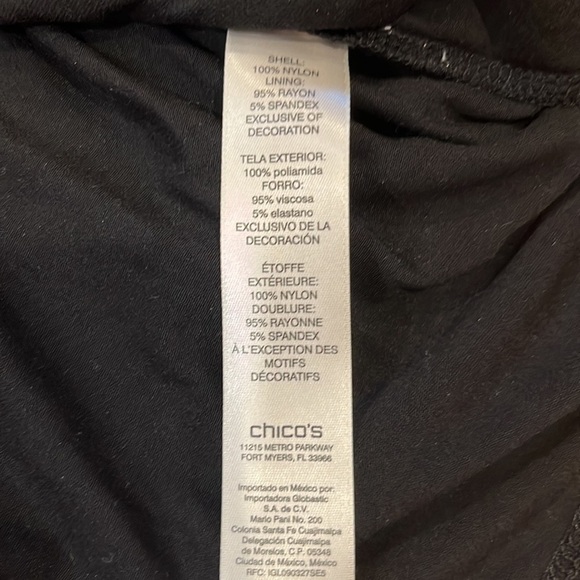 SHELL:
100% NYLON
LINING:
95% RAYON
5% SPANDEX
EXCLUSIVE OF
DECORATION
TELA EXTERIOR:
100% poliamida
FORRO:
95% viscosa
5% elastano
EXCLUSIVO DE LA
DECORACIÓN
ÉTOFFE
EXTÉRIEURE:
100% NYLON
DOUBLURE:
95% RAYONNE
5% SPANDEX
À L'EXCEPTION DES
MOTIFS
DÉCORATIFS
chico's
11215 METRO PARKWAY
FORT MYERS, FL 33966
Importado en México por:
Importadora Globastic
S.A. de C.V.
Mario Pani No. 200
Colonia Santa Fe Cuajimalpa
Delegación Cuajimalpa
de Morelos, C.P. 05348
Ciudad de México, México
RFC: IGL090327SE5